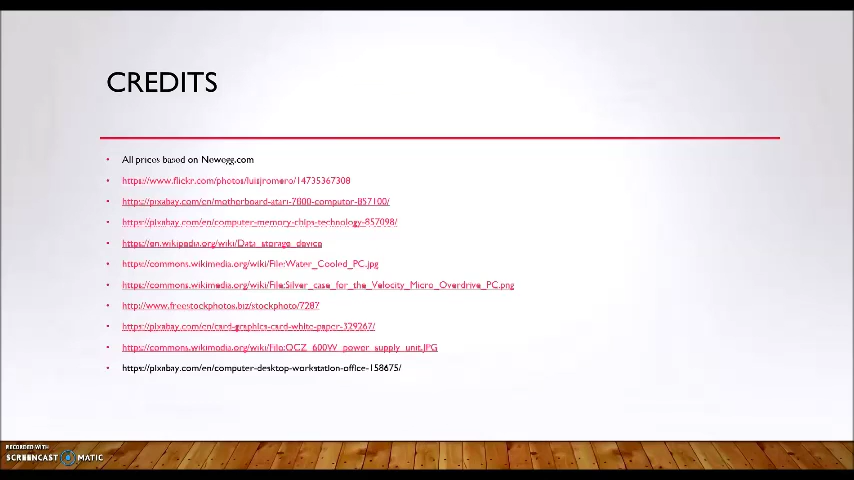 CREDITS
All prices based on Newegg.com
https://www.flickr.com/photos/luisjromero/14735367308
http://pixabay.com/en/motherboard-atari-7800-computor-857100/
https://pixabay.com/en/computer-memory-chips-technology-857098/
https://en.wikipedia.org/wiki/Data_storage_device
https://commons.wikimedia.org/wiki/File:Water_Cooled_PC.jpg
https://commons.wikimedia.org/wiki/File:Silver_case_for_the_Velocity_Micro_Overdrive_PC.png
http://www.freestockphotos.biz/stockphoto/7287
https://pixabay.com/en/card-graphics-card-white-paper-329267/
https://commons.wikimedia.org/wiki/File:OCZ_600W_power_supply_unit.JPG
https://pixabay.com/en/computer-desktop-workstation-office-158675/
RECORDED WITH
SCREENCAST MATIC